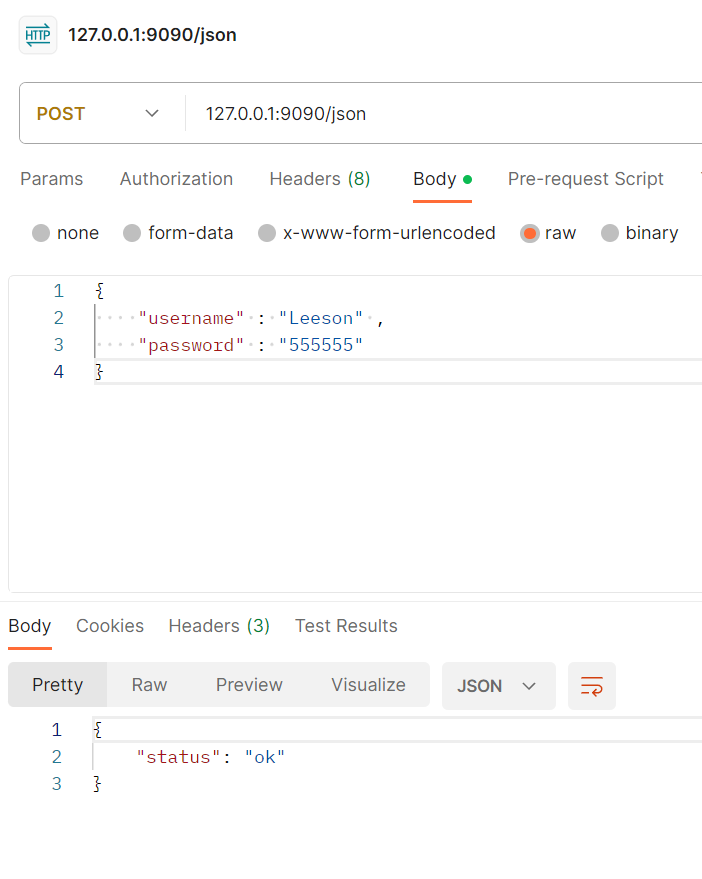 HTTP 127.0.0.1:9090/json
POST 127.0.0.1:9090/json
Params Authorization Headers (8) Body Pre-request Script
none form-data x-www-form-urlencoded raw binary
1 {
2 "username" : "Leeson" ,
3 "password" : "555555"
4 }
Body Cookies Headers (3) Test Results
Pretty Raw Preview Visualize JSON
1 {
2 "status": "ok"
3 }